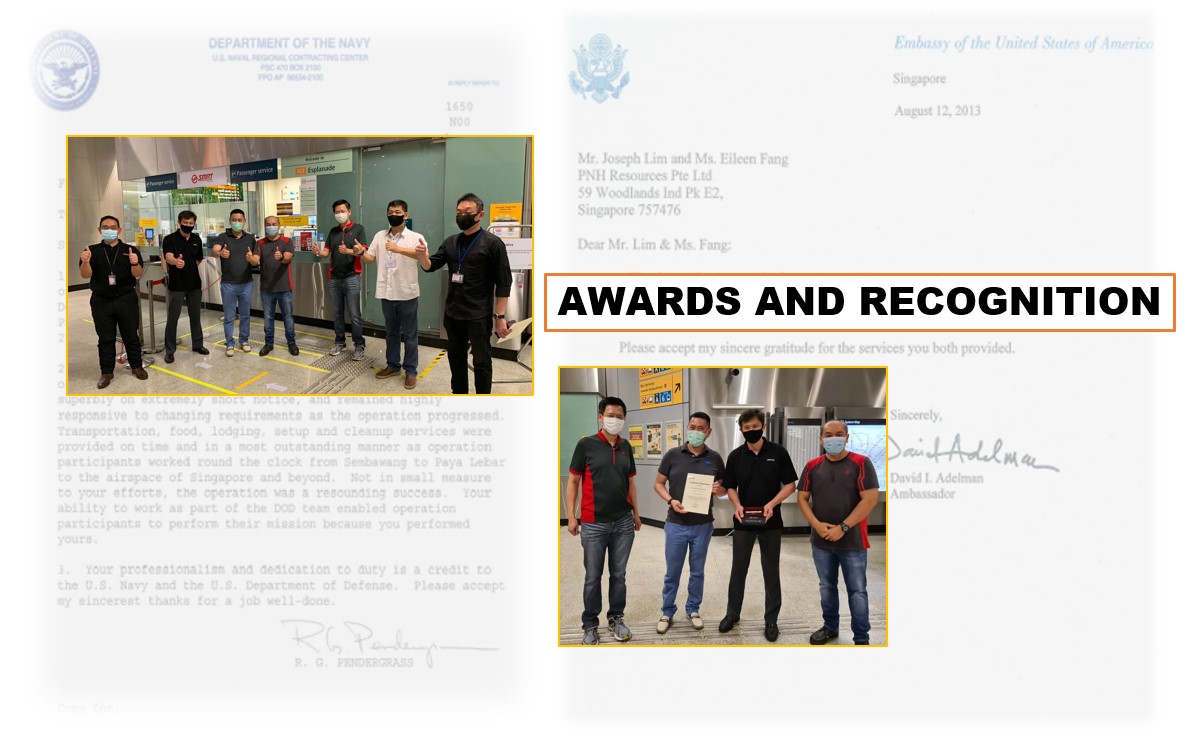 DEPARTMENT OF THE NAVY
U.S. NAVAL REGIONAL CONTRACTING CENTER
PSC 470 BOX 2100
FPO AP 96534-2100
IN REPLY REFER TO
1650
N00
superbly on extremely short notice, and remained highly
responsive to changing requirements as the operation progressed.
Transportation, food, lodging, setup and cleanup services were
provided on time and in a most outstanding manner as operation
participants worked round the clock from Sembawang to Paya Lebar
to the airspace of Singapore and beyond. Not in small measure
to your efforts, the operation was a resounding success. Your
ability to work as part of the DOD team enabled operation
participants to perform their mission because you performed
yours.
3. Your professionalism and dedication to duty is a credit to
the U.S. Navy and the U.S. Department of Defense. Please accept
my sincerest thanks for a job well-done.
R. G. PENDERGRASS
Copy for:
Passenger service
SMRT
Passenger service
Welcome to
Esplanade
Embassy of the United States of America
Singapore
August 12, 2013
Mr. Joseph Lim and Ms. Eileen Fang
PNH Resources Pte Ltd
59 Woodlands Ind Pk E2,
Singapore 757476
Dear Mr. Lim & Ms. Fang:
AWARDS AND RECOGNITION
Please accept my sincere gratitude for the services you both provided.
Sincerely,
David I. Adelman
David I. Adelman
Ambassador